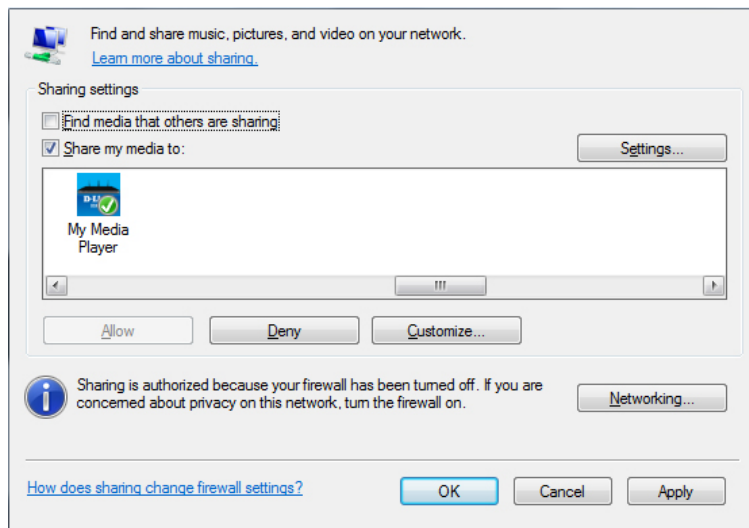 Find and share music, pictures, and video on your network.
Learn more about sharing.
Sharing settings
Find media that others are sharing
Share my media to:
Settings...
My Media
Player
Allow
Deny
Customize...
Sharing is authorized because your firewall has been turned off. If you are
concerned about privacy on this network, turn the firewall on.
Networking...
How does sharing change firewall settings?
OK
Cancel
Apply